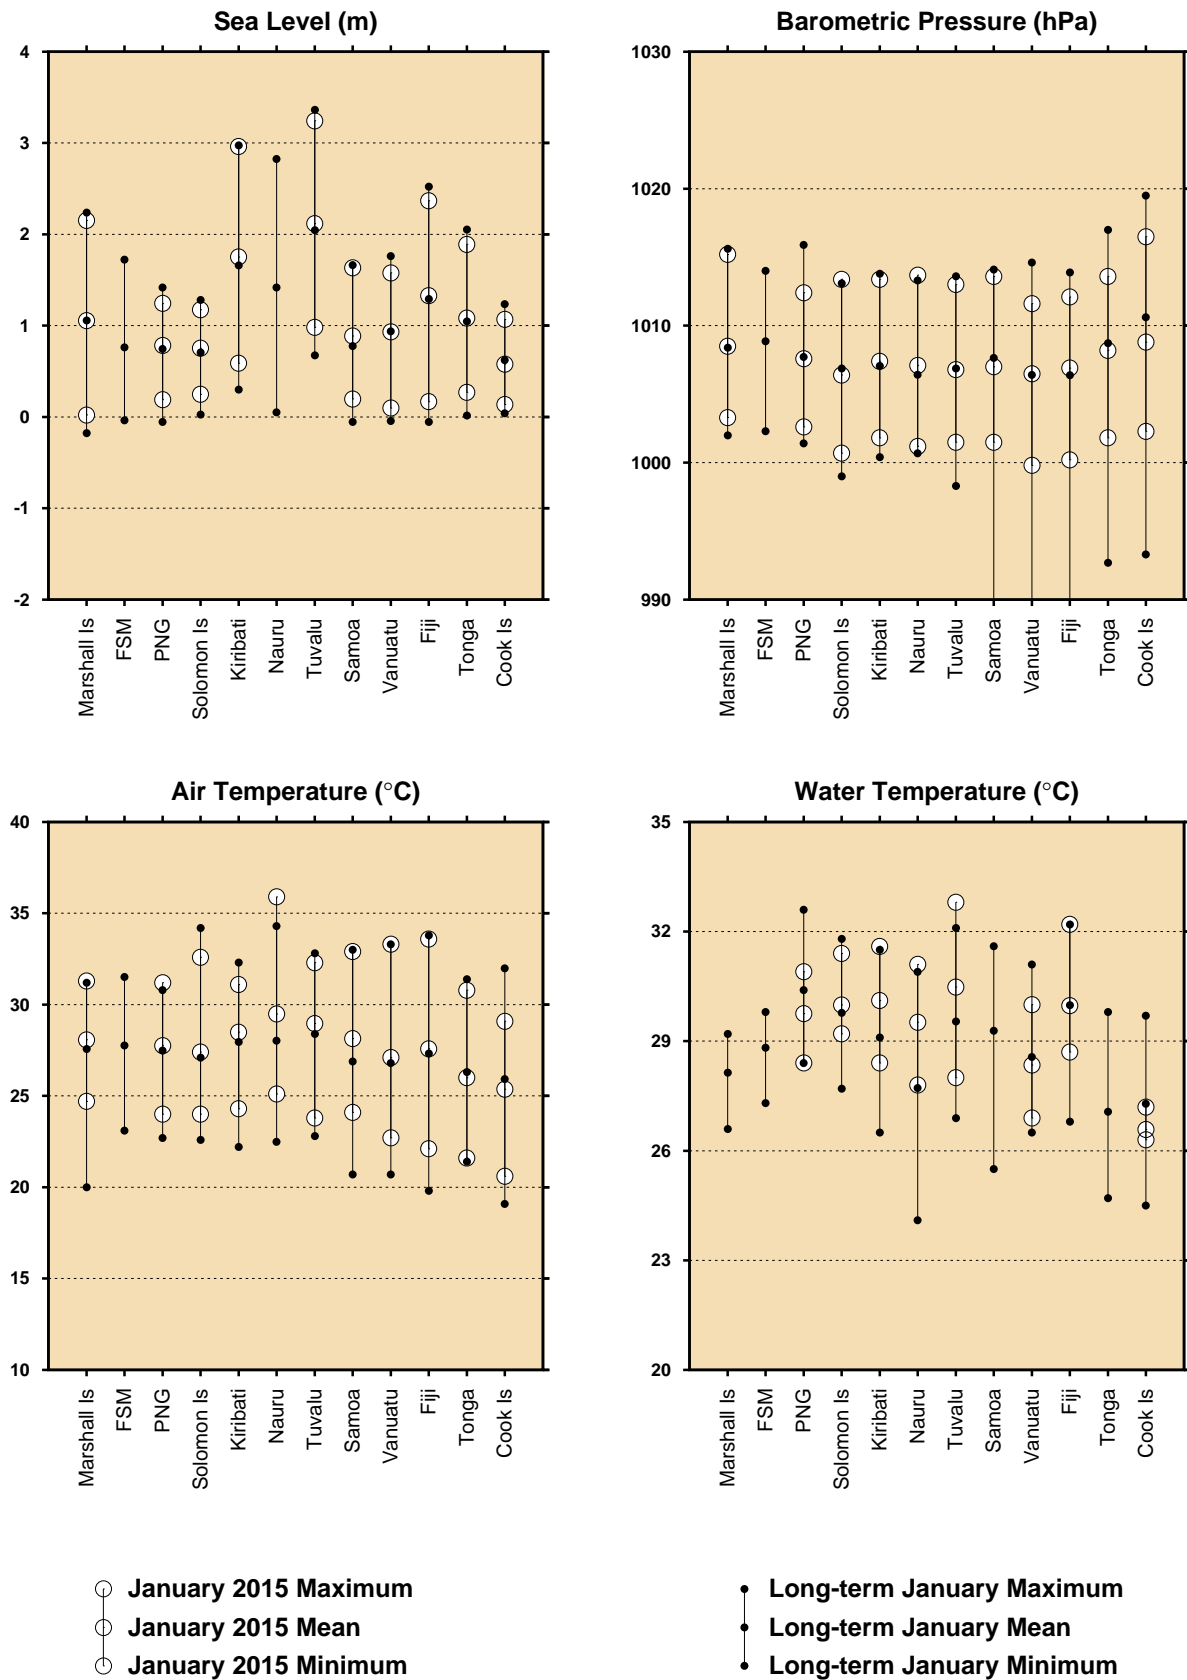 Sea Level (m)
4
3
2
1
0
-1
-2
Marshall Is
FSM
PNG
Solomon Is
Kiribati
Nauru
Tuvalu
Samoa
Vanuatu
Fiji
Tonga
Cook Is
Barometric Pressure (hPa)
1030
1020
1010
1000
990
Marshall Is
FSM
PNG
Solomon Is
Kiribati
Nauru
Tuvalu
Samoa
Vanuatu
Fiji
Tonga
Cook Is
Air Temperature (°C)
40
35
30
25
20
15
10
Marshall Is
FSM
PNG
Solomon Is
Kiribati
Nauru
Tuvalu
Samoa
Vanuatu
Fiji
Tonga
Cook Is
Water Temperature (°C)
35
32
29
26
23
20
Marshall Is
FSM
PNG
Solomon Is
Kiribati
Nauru
Tuvalu
Samoa
Vanuatu
Fiji
Tonga
Cook Is
January 2015 Maximum
January 2015 Mean
January 2015 Minimum
Long-term January Maximum
Long-term January Mean
Long-term January Minimum